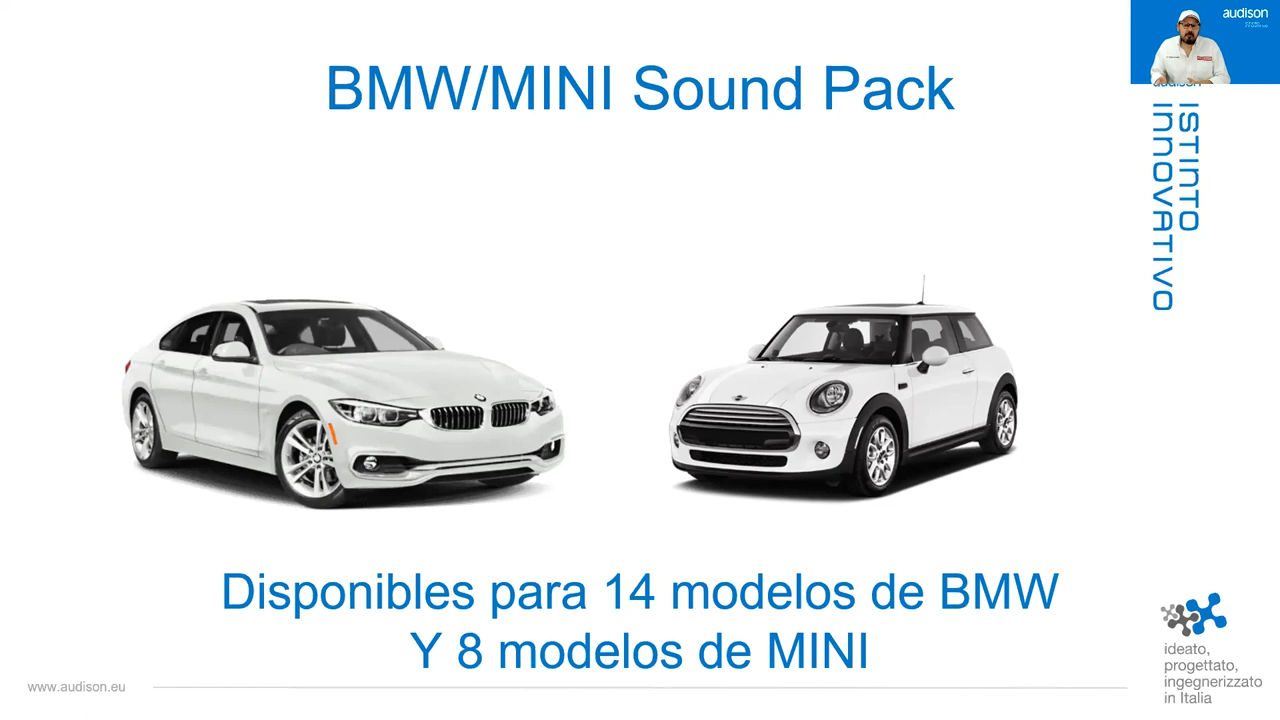 BMW/MINI Sound Pack
audison
ISTINTO
INNOVATIVO
Disponibles para 14 modelos de BMW
Y 8 modelos de MINI
www.audison.eu
ideato,
progettato,
ingegnerizzato
in Italia